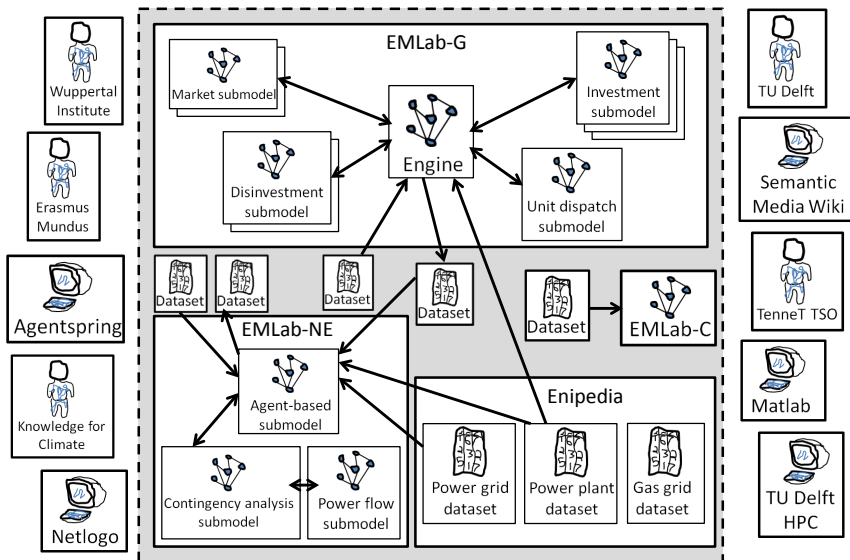 EMLab-G
Market submodel
Disinvestment
submodel
Engine
Investment
submodel
Unit dispatch
submodel
Wuppertal
Institute
Erasmus
Mundus
Agentspring
Knowledge for
Climate
Netlogo
Dataset
Dataset
Dataset
Dataset
Dataset
EMLab-C
EMLab-NE
Agent-based
submodel
Contingency analysis
submodel
Power flow
submodel
Enipedia
Power grid
dataset
Power plant
dataset
Gas grid
dataset
TU Delft
Semantic
Media Wiki
TenneT TSO
Matlab
TU Delft
HPC